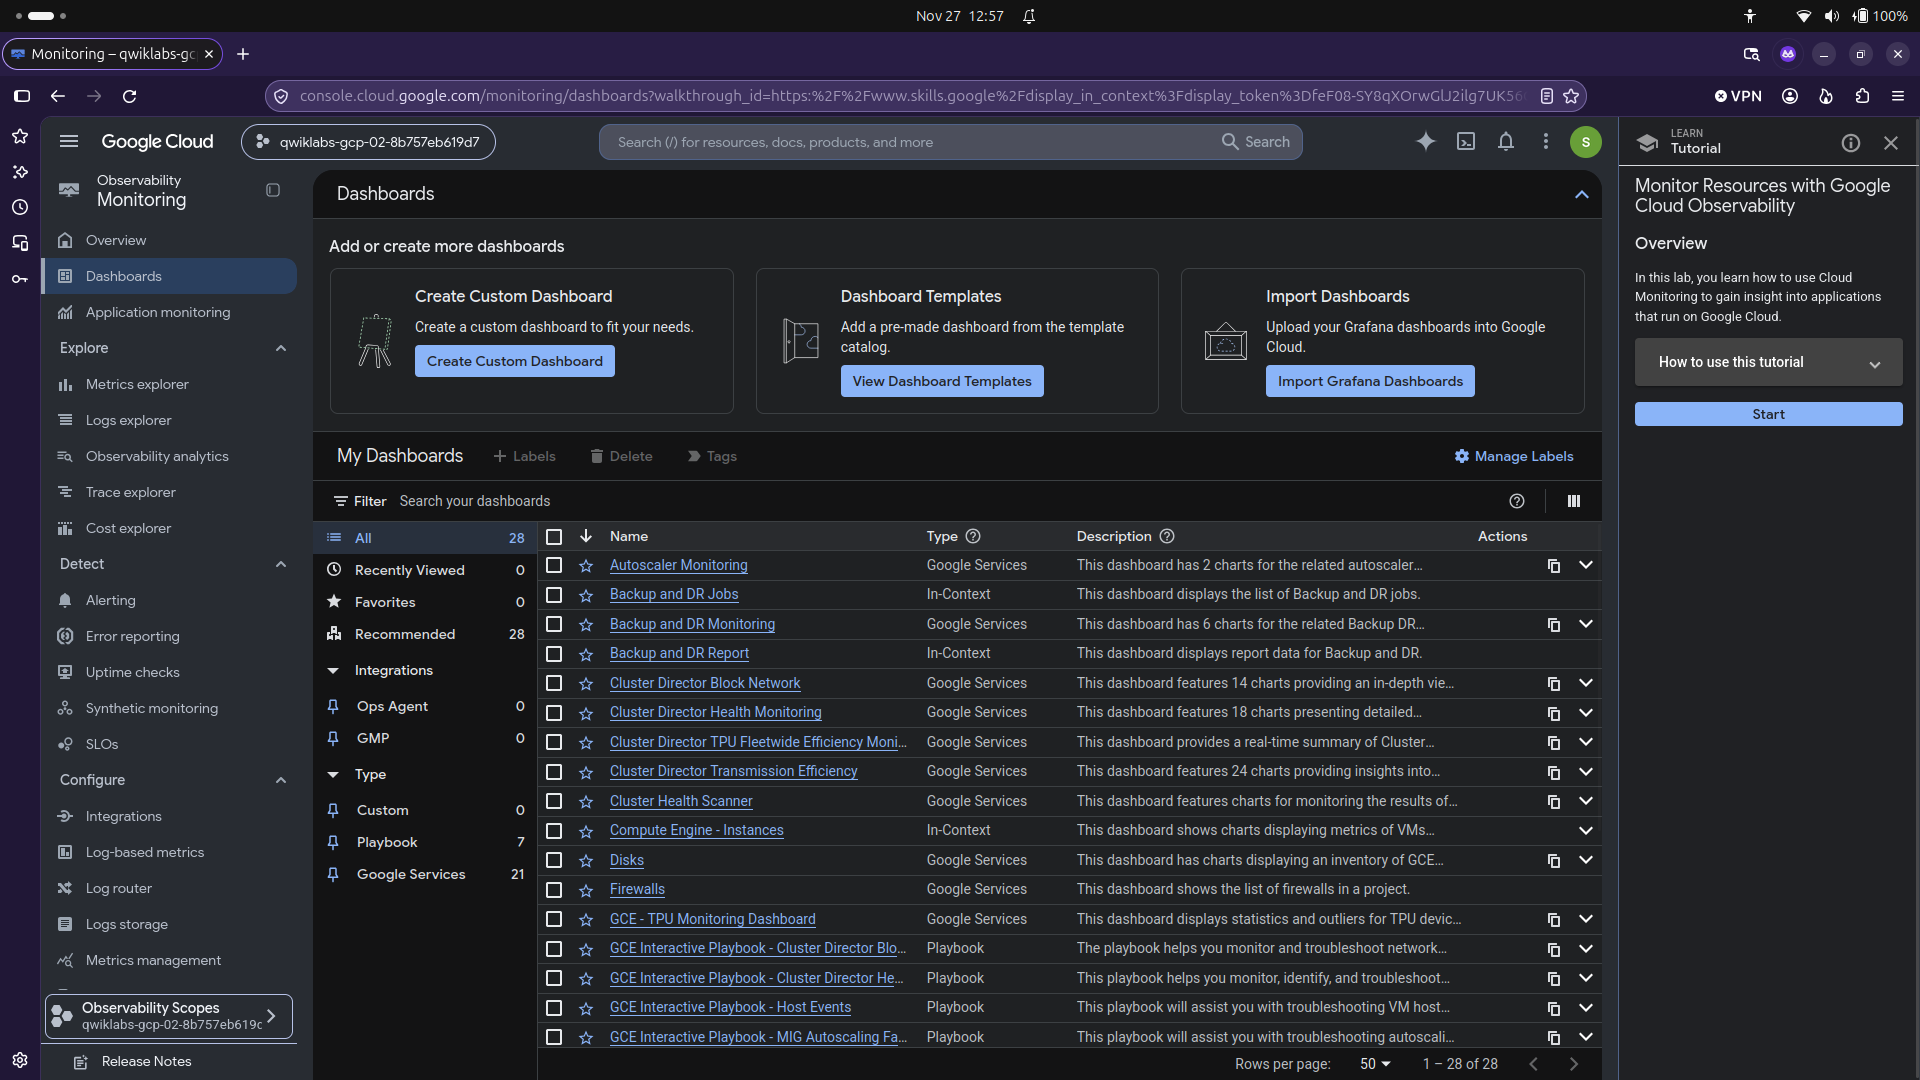 Nov 27 12:57
100%
Monitoring – qwiklabs-gc
console.cloud.google.com/monitoring/dashboards?walkthrough_id=https:%2F%2Fwww.skills.google%2Fdisplay_in_context%3Fdisplay_token%3DfeF08-SY8qXOrwGlJ2ilg7UK56
VPN
Google Cloud
qwiklabs-gcp-02-8b757eb619d7
Search (/) for resources, docs, products, and more
Search
S
LEARN
Tutorial
Observability
Monitoring
Overview
Dashboards
Application monitoring
Explore
Metrics explorer
Logs explorer
Observability analytics
Trace explorer
Cost explorer
Detect
Alerting
Error reporting
Uptime checks
Synthetic monitoring
SLOs
Configure
Integrations
Log-based metrics
Log router
Logs storage
Metrics management
Observability Scopes
qwiklabs-gcp-02-8b757eb619c
Release Notes
Dashboards
Add or create more dashboards
Create Custom Dashboard
Create a custom dashboard to fit your needs.
Create Custom Dashboard
Dashboard Templates
Add a pre-made dashboard from the template
catalog.
View Dashboard Templates
Import Dashboards
Upload your Grafana dashboards into Google
Cloud.
Import Grafana Dashboards
My Dashboards Labels Delete Tags Manage Labels
Filter Search your dashboards
All 28
Recently Viewed 0
Favorites 0
Recommended 28
Integrations
Ops Agent 0
GMP 0
Type
Custom 0
Playbook 7
Google Services 21
Name Type Description Actions
Autoscaler Monitoring Google Services This dashboard has 2 charts for the related autoscaler…
Backup and DR Jobs In-Context This dashboard displays the list of Backup and DR jobs.
Backup and DR Monitoring Google Services This dashboard has 6 charts for the related Backup DR…
Backup and DR Report In-Context This dashboard displays report data for Backup and DR.
Cluster Director Block Network Google Services This dashboard features 14 charts providing an in-depth vie…
Cluster Director Health Monitoring Google Services This dashboard features 18 charts presenting detailed…
Cluster Director TPU Fleetwide Efficiency Moni… Google Services This dashboard provides a real-time summary of Cluster…
Cluster Director Transmission Efficiency Google Services This dashboard features 24 charts providing insights into…
Cluster Health Scanner Google Services This dashboard features charts for monitoring the results of…
Compute Engine - Instances In-Context This dashboard shows charts displaying metrics of VMs…
Disks Google Services This dashboard has charts displaying an inventory of GCE…
Firewalls Google Services This dashboard shows the list of firewalls in a project.
GCE - TPU Monitoring Dashboard Google Services This dashboard displays statistics and outliers for TPU devic…
GCE Interactive Playbook - Cluster Director Blo… Playbook The playbook helps you monitor and troubleshoot network…
GCE Interactive Playbook - Cluster Director He… Playbook This playbook helps you monitor, identify, and troubleshoot…
GCE Interactive Playbook - Host Events Playbook This playbook will assist you with troubleshooting VM host…
GCE Interactive Playbook - MIG Autoscaling Fa… Playbook This playbook will assist you with troubleshooting autoscali…
Rows per page: 50 1 – 28 of 28
Monitor Resources with Google
Cloud Observability
Overview
In this lab, you learn how to use Cloud
Monitoring to gain insight into applications
that run on Google Cloud.
How to use this tutorial
Start